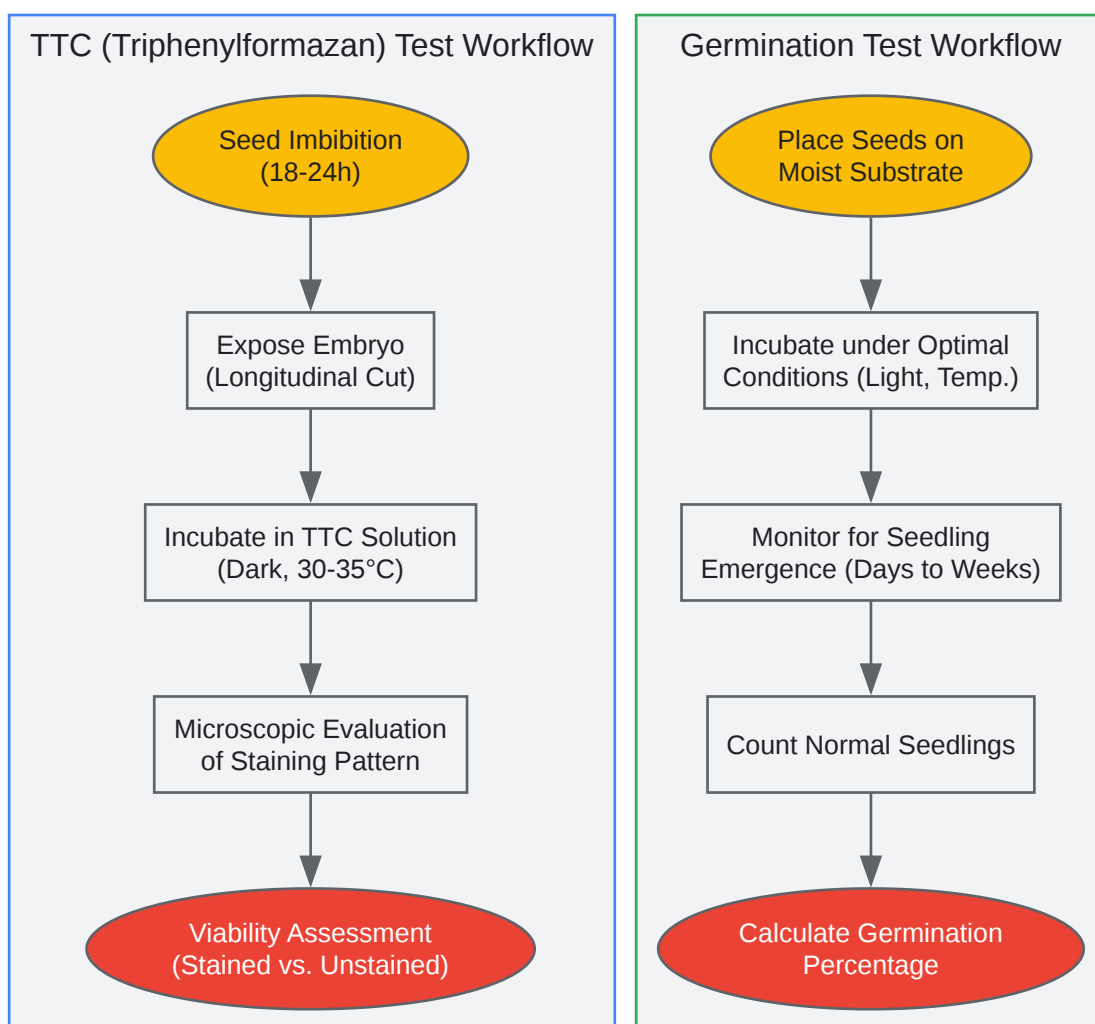 TTC (Triphenylformazan) Test Workflow
Seed Imbibition
(18-24h)
Expose Embryo
(Longitudinal Cut)
Incubate in TTC Solution
(Dark, 30-35°C)
Microscopic Evaluation
of Staining Pattern
Viability Assessment
(Stained vs. Unstained)
Germination Test Workflow
Place Seeds on
Moist Substrate
Incubate under Optimal
Conditions (Light, Temp.)
Monitor for Seedling
Emergence (Days to Weeks)
Count Normal Seedlings
Calculate Germination
Percentage